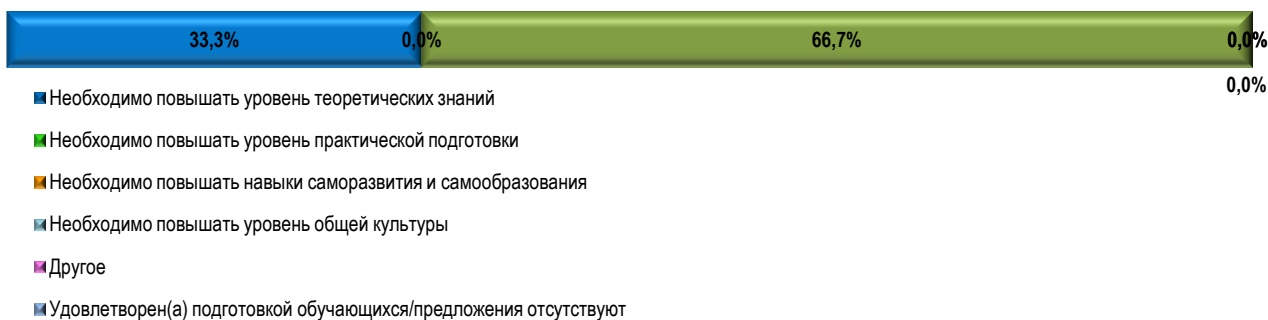 33,3% 0,0% 66,7% 0,0%
0,0%
Необходимо повышать уровень теоретических знаний
Необходимо повышать уровень практической подготовки
Необходимо повышать навыки саморазвития и самообразования
Необходимо повышать уровень общей культуры
Другое
Удовлетворен(а) подготовкой обучающихся/предложения отсутствуют